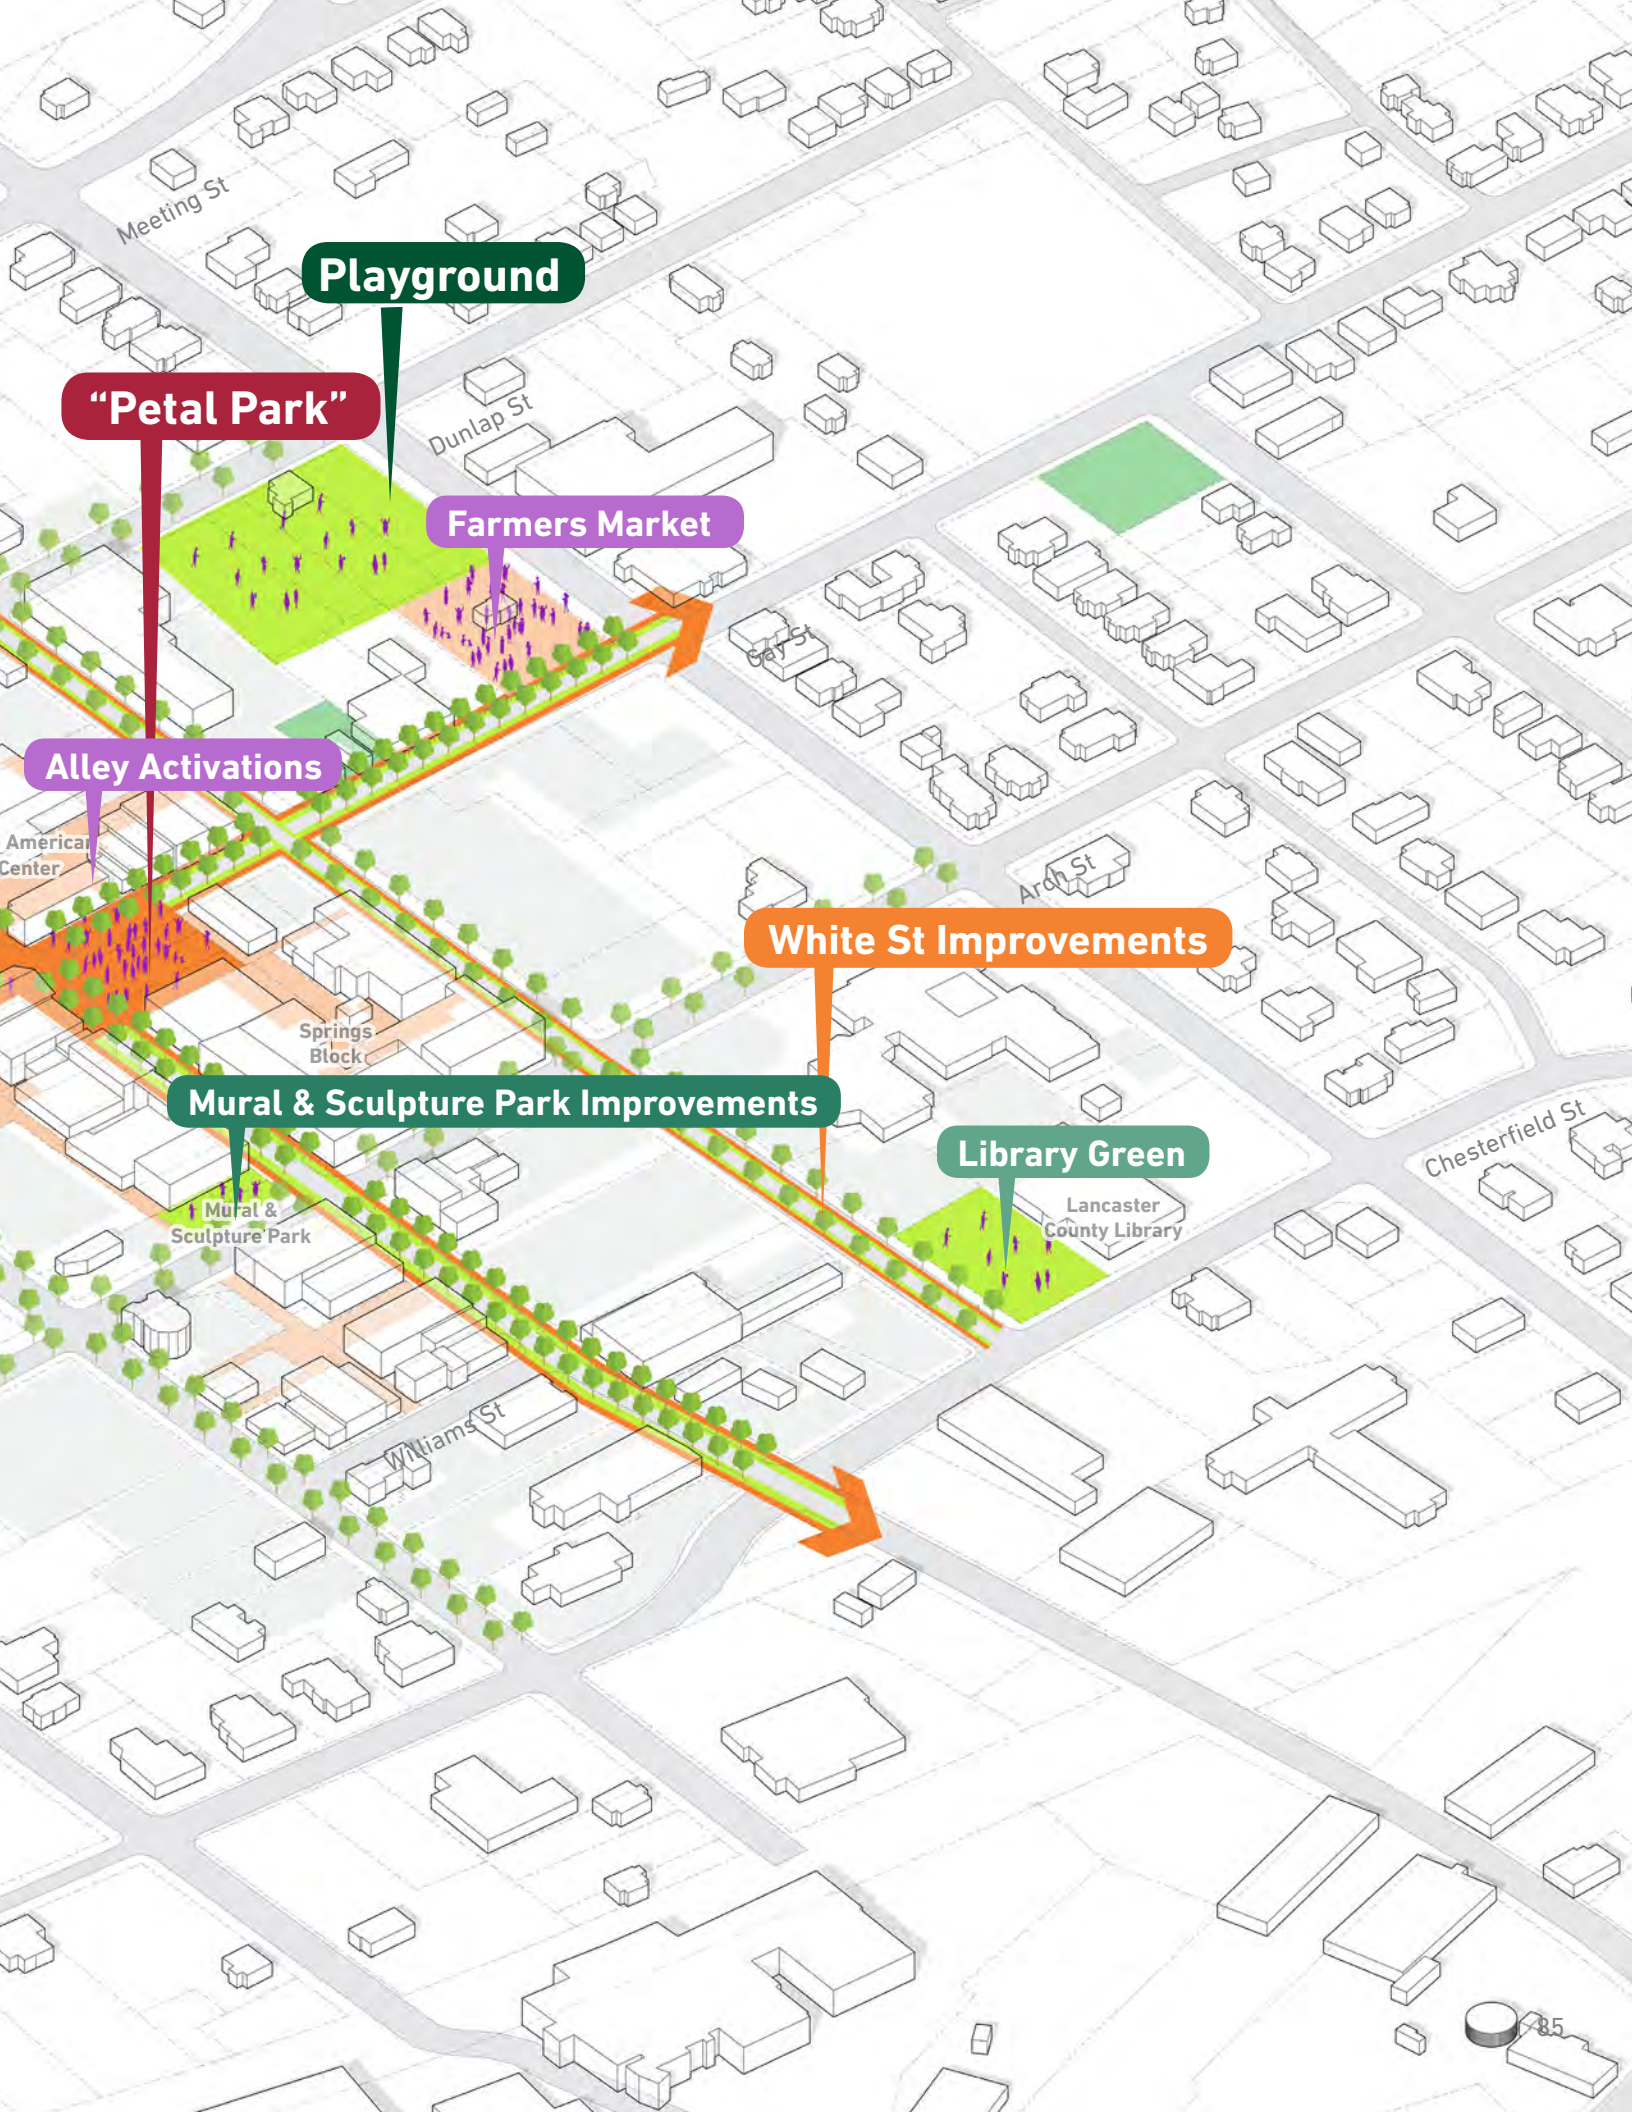 Meeting St
Playground
“Petal Park”
Dunlap St
Farmers Market
Gay St
Alley Activations
American
Center
Arch St
White St Improvements
Springs
Block
Mural & Sculpture Park Improvements
Chesterfield St
Library Green
Mural &
Sculpture Park
Lancaster
County Library
Williams St
85